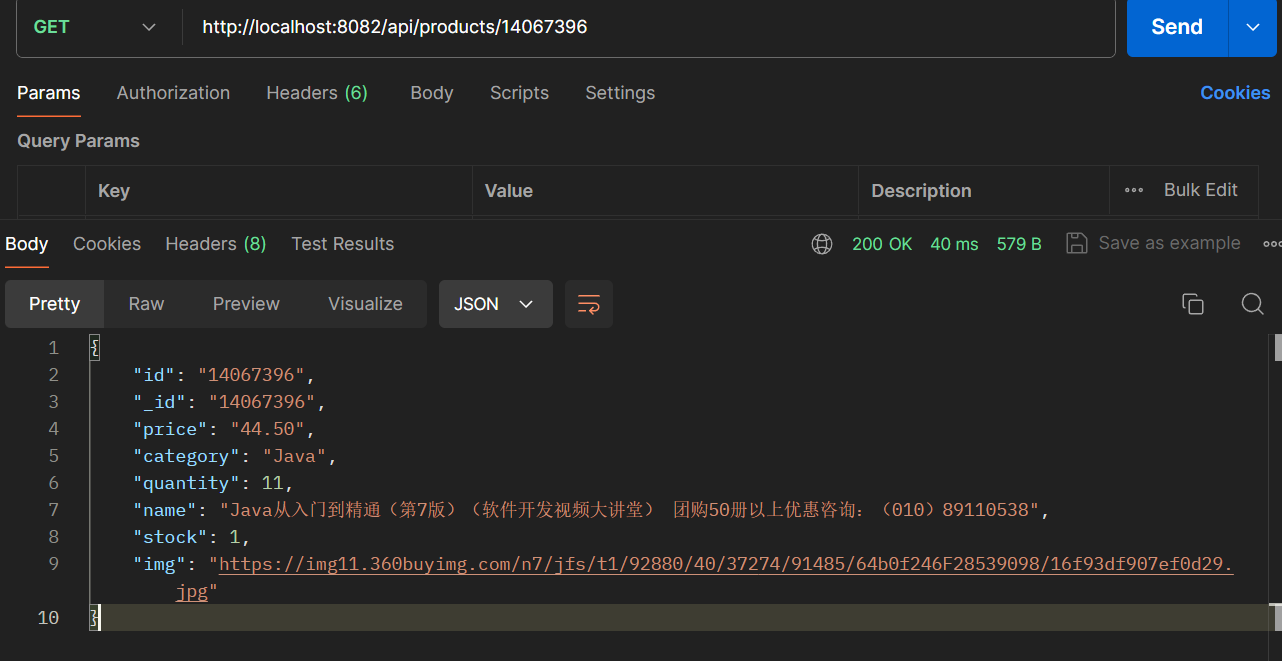 GET http://localhost:8082/api/products/14067396 Send
Params Authorization Headers (6) Body Scripts Settings Cookies
Query Params
Key Value Description Bulk Edit
Body Cookies Headers (8) Test Results 200 OK 40 ms 579 B Save as example
Pretty Raw Preview Visualize JSON
1 {
2 "id": "14067396",
3 "_id": "14067396",
4 "price": "44.50",
5 "category": "Java",
6 "quantity": 11,
7 "name": "Java从入门到精通（第7版）（软件开发视频大讲堂） 团购50册以上优惠咨询：（010）89110538",
8 "stock": 1,
9 "img": "https://img11.360buyimg.com/n7/jfs/t1/92880/40/37274/91485/64b0f246F28539098/16f93df907ef0d29.
jpg"
10 }